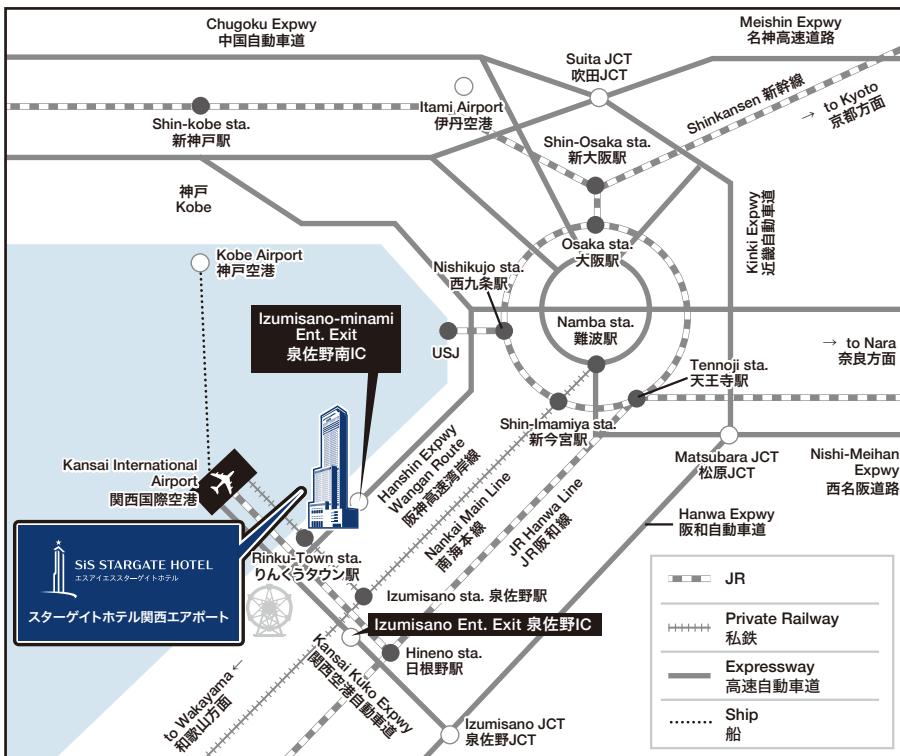 Chugoku Expwy
中国自動車道
Meishin Expwy
名神高速道路
Suita JCT
吹田JCT
Itami Airport
伊丹空港
Shinkansen 新幹線
→ to Kyoto
京都方面
Shin-kobe sta.
新神戸駅
Shin-Osaka sta.
新大阪駅
神戸
Kobe
Kinki Expwy
近畿自動車道
Osaka sta.
大阪駅
Kobe Airport
神戸空港
Nishikujo sta.
西九条駅
Izumisano-minami
Ent. Exit
泉佐野南IC
USJ
Namba sta.
難波駅
→ to Nara
奈良方面
Tennoji sta.
天王寺駅
Shin-Imamiya sta.
新今宮駅
Matsubara JCT
松原JCT
Nishi-Meihan
Expwy
西名阪道路
Kansai International
Airport
関西国際空港
Hanshin Expwy
Wangan Route
阪神高速湾岸線
Nankai Main Line
南海本線
JR Hanwa Line
JR阪和線
Hanwa Expwy
阪和自動車道
SiS STARGATE HOTEL
エスアイエススターゲイトホテル
スターゲイトホテル関西エアポート
Rinku-Town sta.
りんくうタウン駅
Izumisano sta. 泉佐野駅
Izumisano Ent. Exit 泉佐野IC
Hineno sta.
日根野駅
Kansai Kuko Expwy
関西空港自動車道
to Wakayama ←
和歌山方面
Izumisano JCT
泉佐野JCT
JR
Private Railway
私鉄
Expressway
高速自動車道
Ship
船